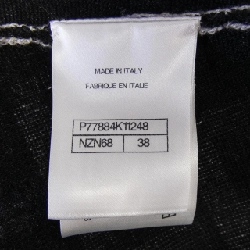 MADE IN ITALY
FABRIQUE EN ITALIE
P77884K11248
NZN68 38